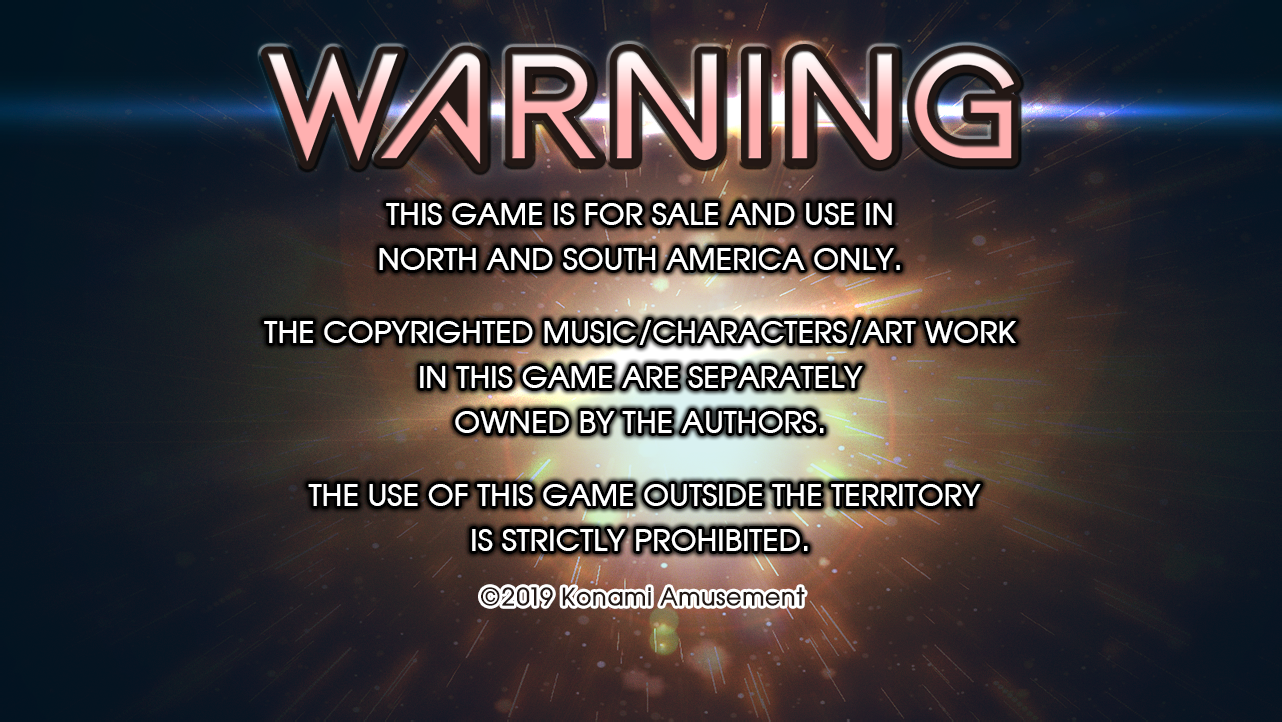 WARNING
THIS GAME IS FOR SALE AND USE IN
NORTH AND SOUTH AMERICA ONLY.
THE COPYRIGHTED MUSIC/CHARACTERS/ART WORK
IN THIS GAME ARE SEPARATELY
OWNED BY THE AUTHORS.
THE USE OF THIS GAME OUTSIDE THE TERRITORY
IS STRICTLY PROHIBITED.
©2019 Konami Amusement